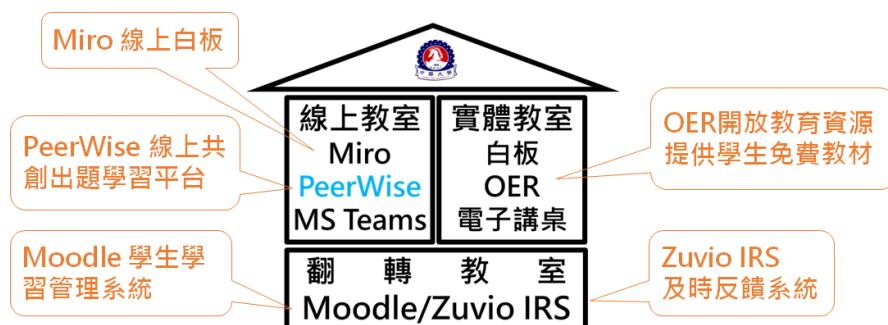 Miro 線上白板
PeerWise 線上共
創出題學習平台
Moodle 學生學
習管理系統
中華大學
線上教室
Miro
PeerWise
MS Teams
實體教室
白板
OER
電子講桌
翻轉教室
Moodle/Zuvio IRS
OER開放教育資源
提供學生免費教材
Zuvio IRS
及時反饋系統